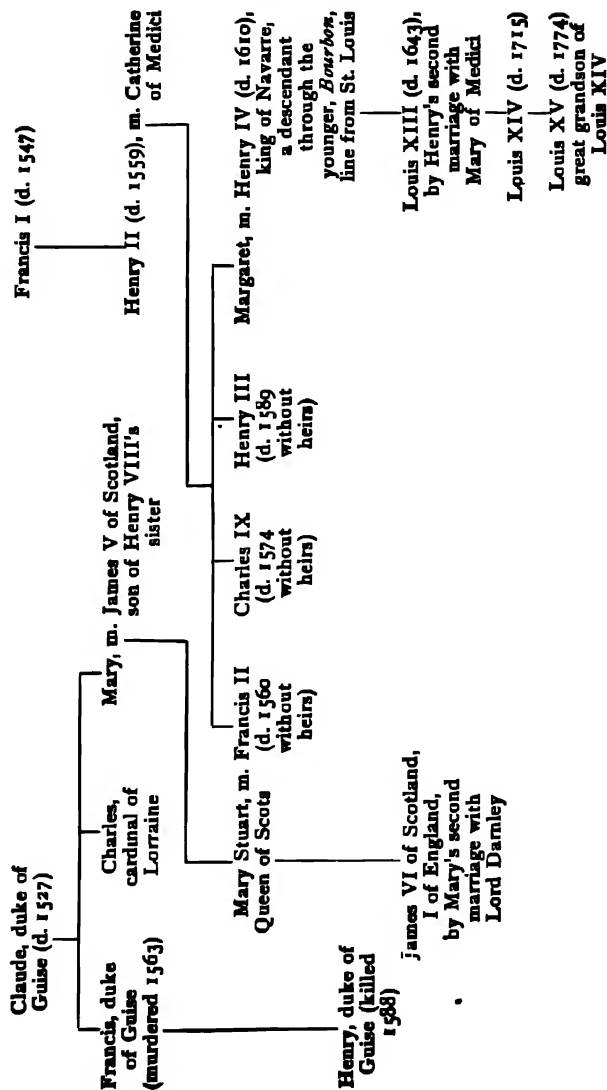 Francis I (d. 1547)
Claude, duke of
Guise (d. 1527)
Henry II (d. 1559), m. Catherine
of Medici
Francis, duke
of Guise
(murdered 1563)
Charles,
cardinal of
Lorraine
Mary, m. James V of Scotland,
son of Henry VIII's
sister
Mary Stuart, m. Francis II
Queen of Scots
(d. 1560
without
heirs)
Charles IX
(d. 1574
without
heirs)
Henry III
(d. 1589
without
heirs)
Margaret, m. Henry IV (d. 1610),
king of Navarre,
a descendant
through the
younger, Bourbon,
line from St. Louis
Henry, duke of
Guise (killed
1588)
James VI of Scotland,
I of England,
by Mary's second
marriage with
Lord Darnley
Louis XIII (d. 1643),
by Henry's second
marriage with
Mary of Medici
Louis XIV (d. 1715)
Louis XV (d. 1774)
great grandson of
Louis XIV